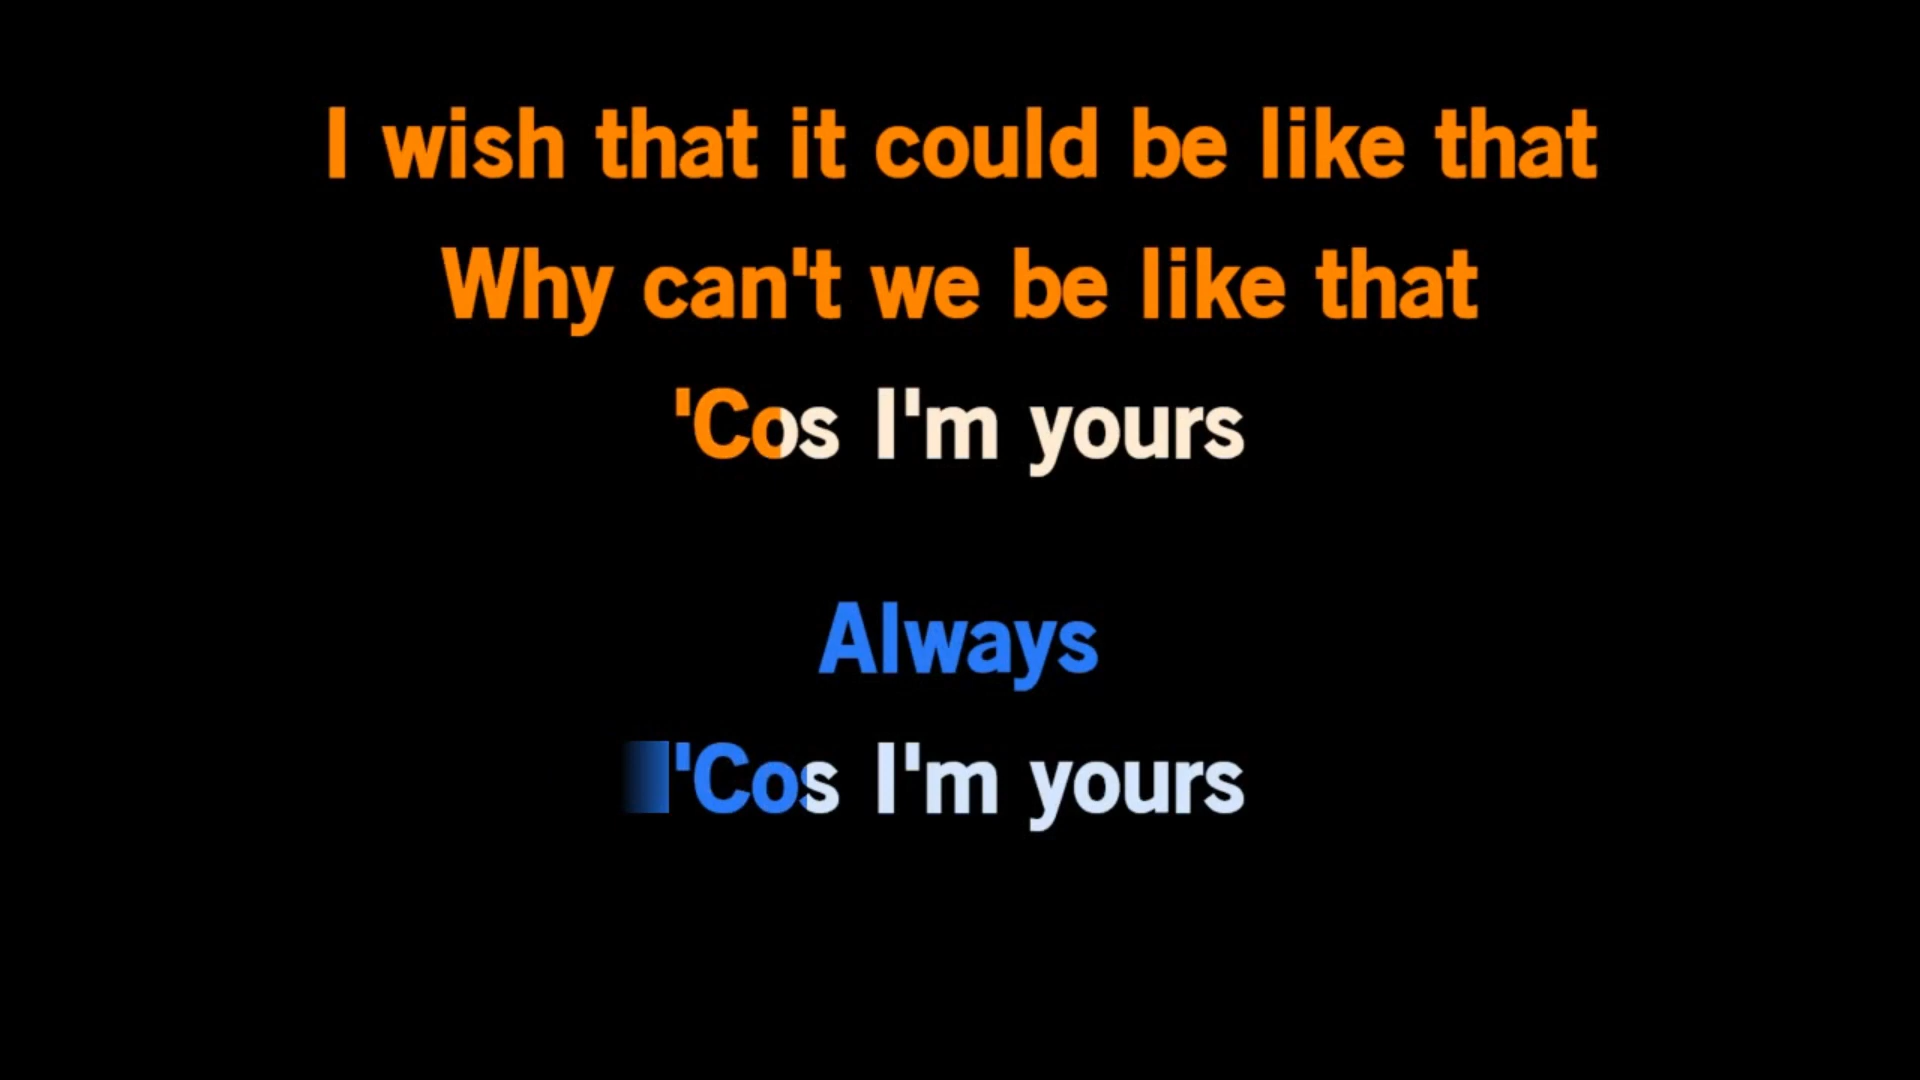 I wish that it could be like that
Why can't we be like that
'Cos I'm yours
Always
'Cos I'm yours